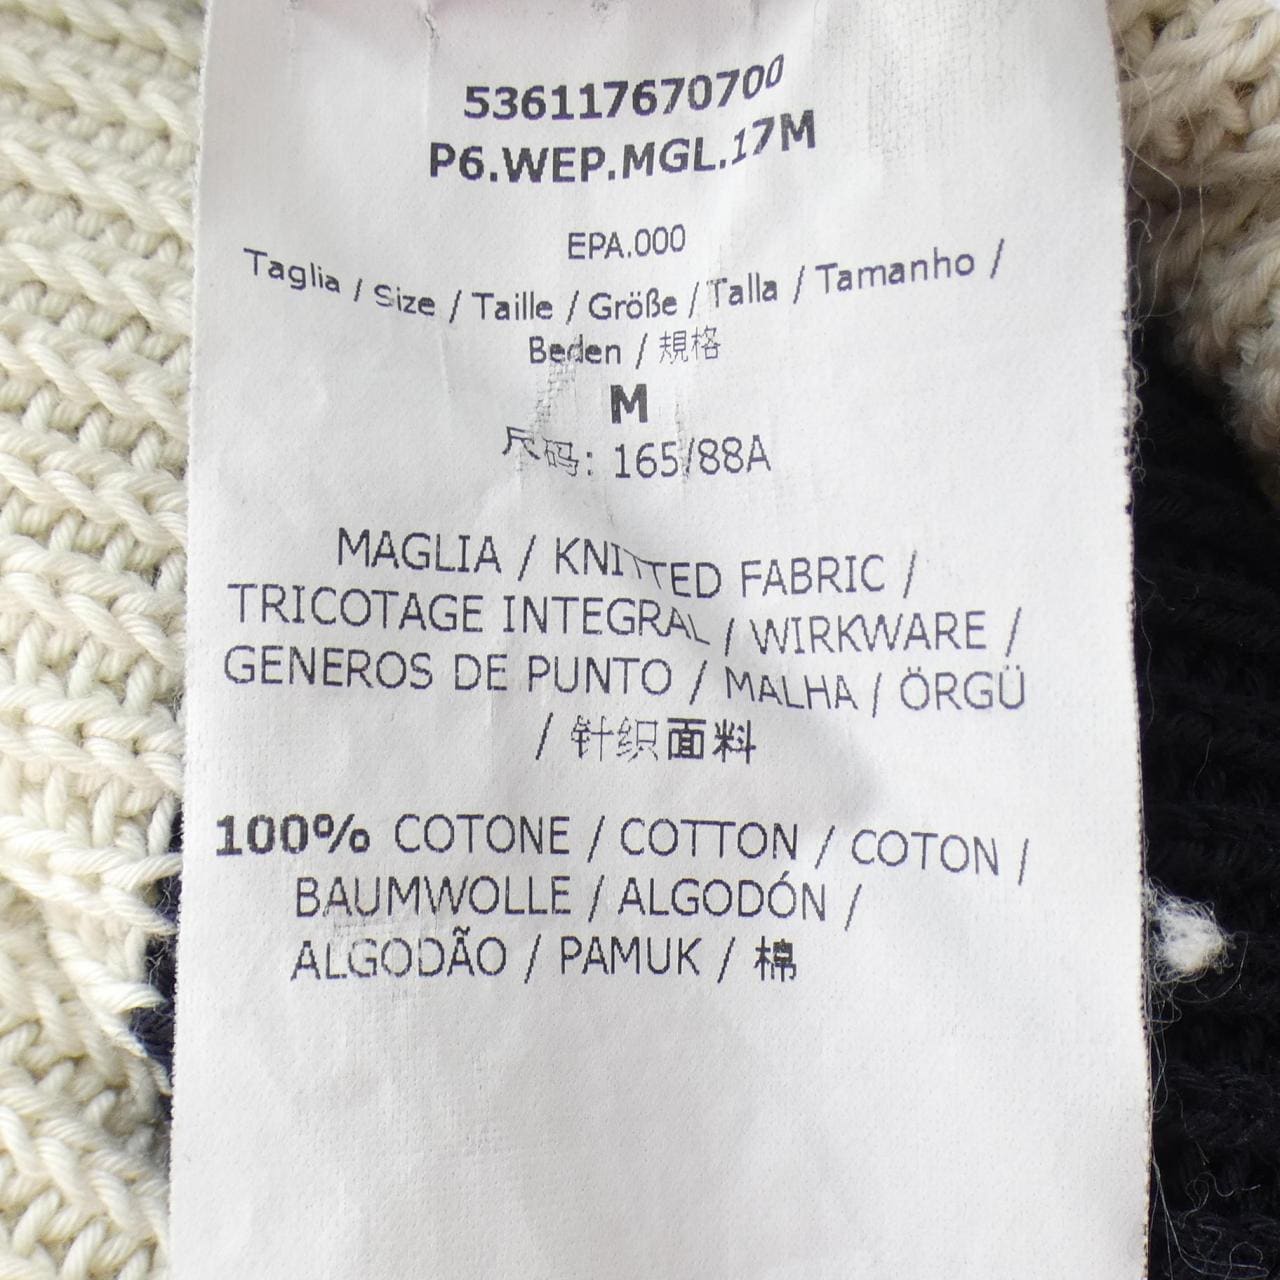 536117670700
P6.WEP.MGL.17M
EPA.000
Taglia / Size / Taille / Größe / Talla / Tamanho /
Beden / 規格
M
尺码: 165/88A
MAGLIA / KNITTED FABRIC /
TRICOTAGE INTEGRAL / WIRKWARE /
GENEROS DE PUNTO / MALHA / ÖRGÜ
/ 针织面料
100% COTONE / COTTON / COTON /
BAUMWOLLE / ALGODÓN /
ALGODÃO / PAMUK / 棉